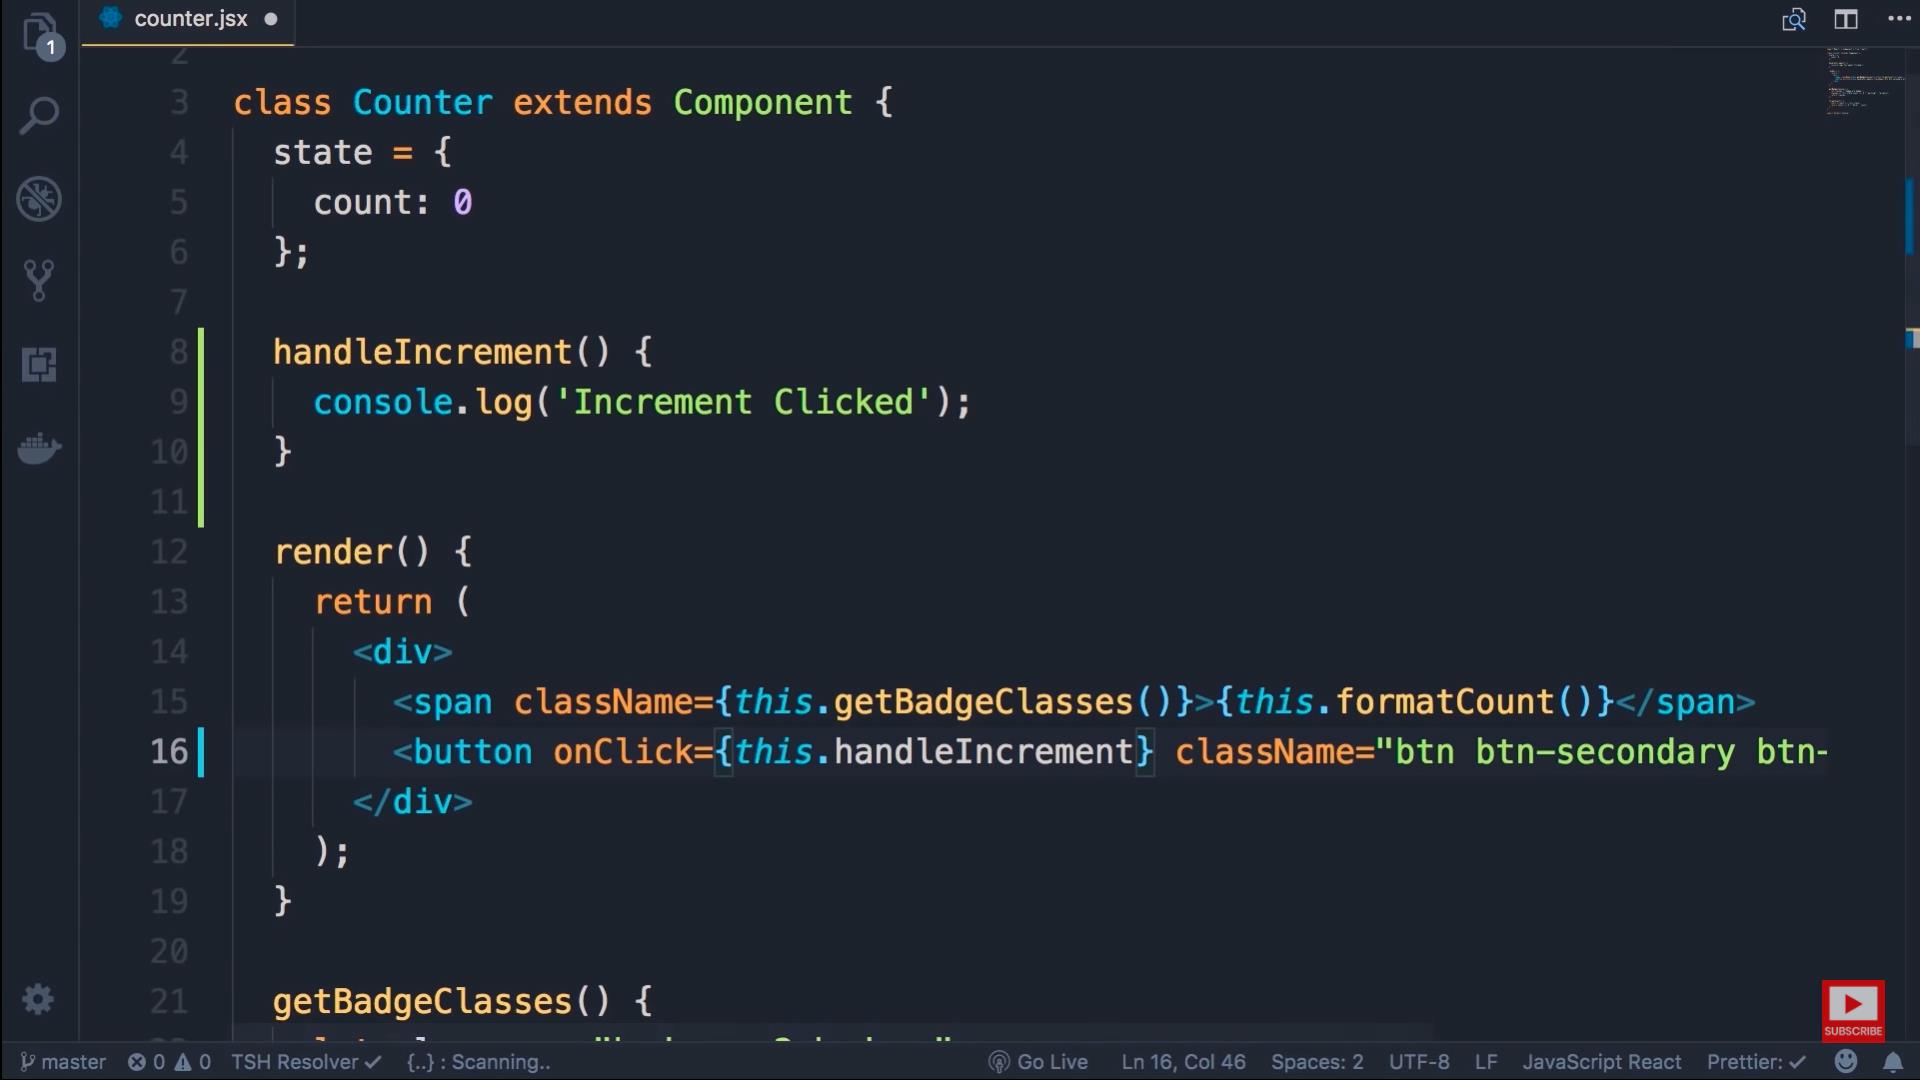 counter.jsx
1
2
3 class Counter extends Component {
4 state = {
5 count: 0
6 };
7
8 handleIncrement() {
9 console.log('Increment Clicked');
10 }
11
12 render() {
13 return (
14 <div>
15 <span className={this.getBadgeClasses()}>{this.formatCount()}</span>
16 <button onClick={this.handleIncrement} className="btn btn-secondary btn-
17 </div>
18 );
19 }
20
21 getBadgeClasses() {
SUBSCRIBE
master 0 0 TSH Resolver ✓ {..} : Scanning.. Go Live Ln 16, Col 46 Spaces: 2 UTF-8 LF JavaScript React Prettier: ✓